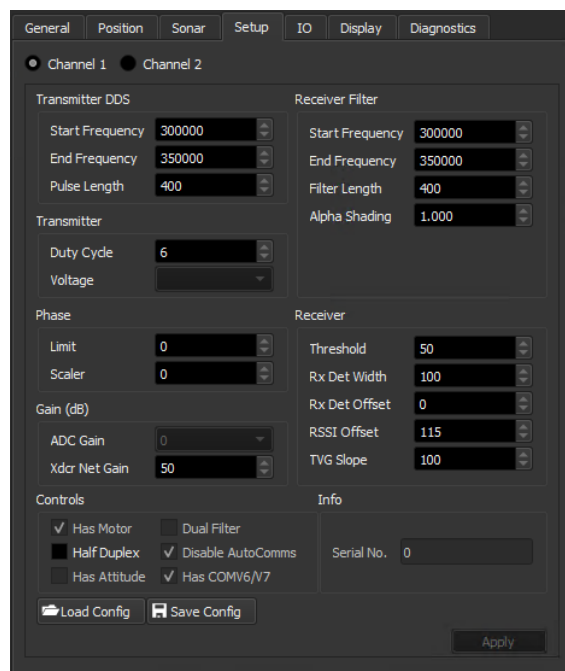 General Position Sonar Setup IO Display Diagnostics
Channel 1 Channel 2
Transmitter DDS
Start Frequency 300000
End Frequency 350000
Pulse Length 400
Transmitter
Duty Cycle 6
Voltage
Phase
Limit 0
Scaler 0
Gain (dB)
ADC Gain 0
Xdcr Net Gain 50
Receiver Filter
Start Frequency 300000
End Frequency 350000
Filter Length 400
Alpha Shading 1.000
Receiver
Threshold 50
Rx Det Width 100
Rx Det Offset 0
RSSI Offset 115
TVG Slope 100
Controls
Has Motor Dual Filter
Half Duplex Disable AutoComms
Has Attitude Has COMV6/V7
Info
Serial No. 0
Load Config Save Config
Apply